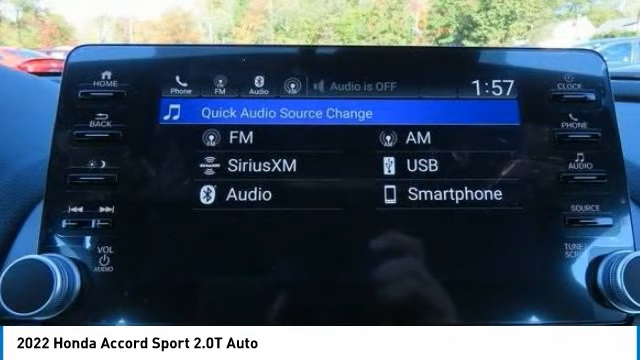 HOME
Phone FM Audio Audio is OFF 1:57
CLOCK
Quick Audio Source Change
BACK
FM AM
PHONE
SiriusXM USB
AUDIO
Audio Smartphone
SOURCE
VOL
AUDIO
TUNE
2022 Honda Accord Sport 2.0T Auto